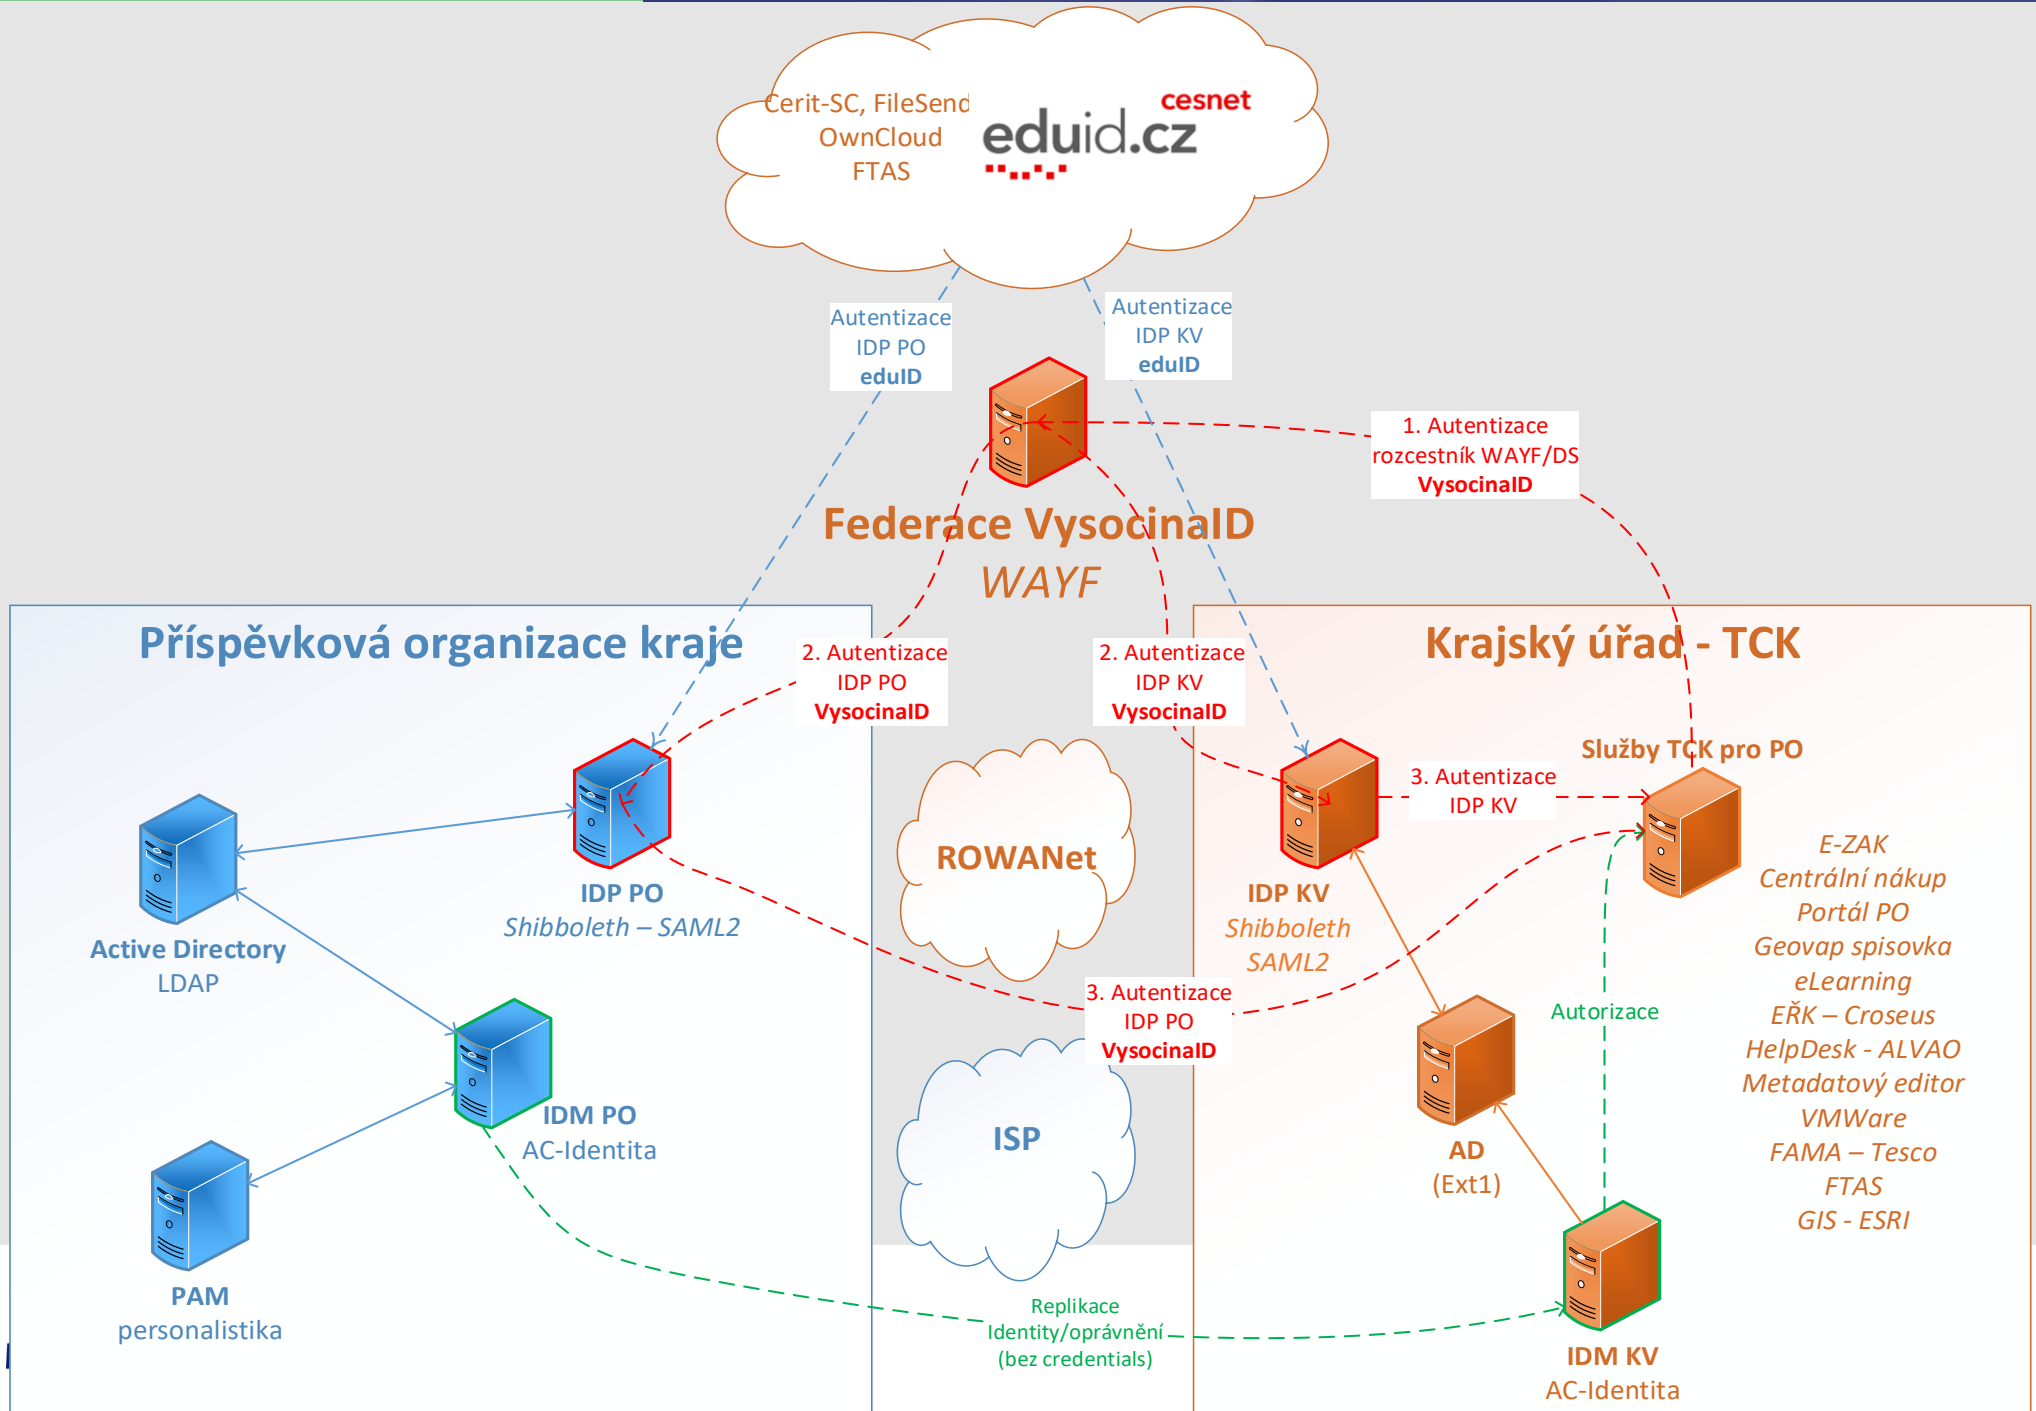 Cerit-SC, FileSend
OwnCloud
FTAS
cesnet
eduid.cz
Autentizace
IDP PO
eduID
Autentizace
IDP KV
eduID
1. Autentizace
rozcestník WAYF/DS
VysocinaID
Federace VysocinaID
WAYF
Příspěvková organizace kraje
Krajský úřad - TCK
2. Autentizace
IDP PO
VysocinaID
2. Autentizace
IDP KV
VysocinaID
Služby TCK pro PO
3. Autentizace
IDP KV
ROWANet
IDP PO
Shibboleth – SAML2
IDP KV
Shibboleth
SAML2
Active Directory
LDAP
E-ZAK
Centrální nákup
Portál PO
Geovap spisovka
eLearning
EŘK – Croseus
HelpDesk - ALVAO
Metadatový editor
VMWare
FAMA – Tesco
FTAS
GIS - ESRI
3. Autentizace
IDP PO
VysocinaID
Autorizace
IDM PO
AC-Identita
ISP
AD
(Ext1)
PAM
personalistika
Replikace
Identity/oprávnění
(bez credentials)
IDM KV
AC-Identita